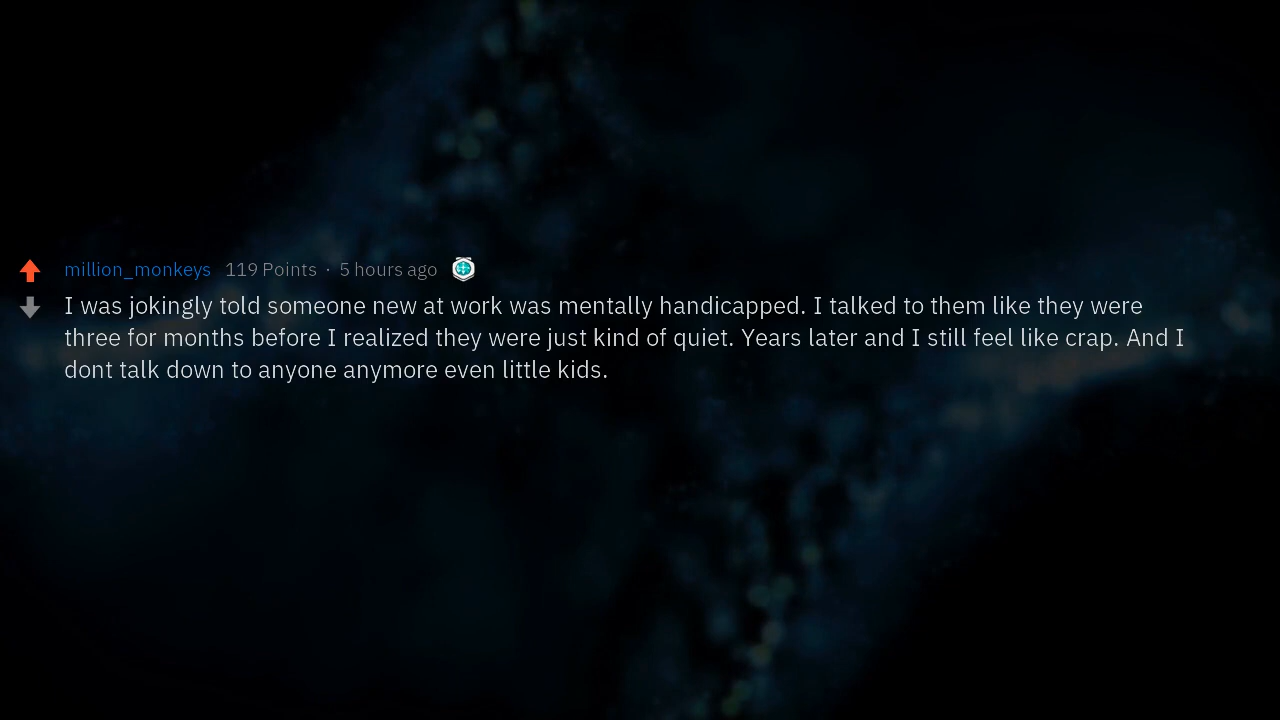 million_monkeys 119 Points · 5 hours ago
I was jokingly told someone new at work was mentally handicapped. I talked to them like they were
three for months before I realized they were just kind of quiet. Years later and I still feel like crap. And I
dont talk down to anyone anymore even little kids.